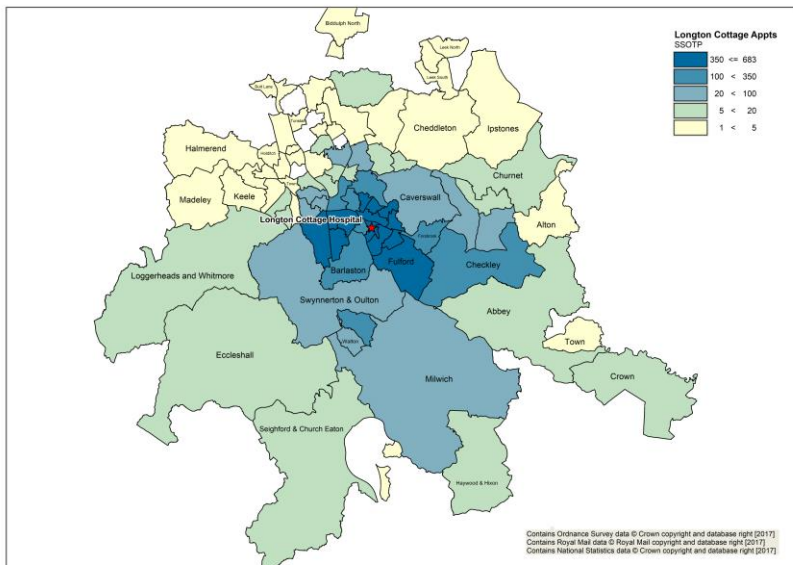 Biddulph North
Longton Cottage Appts
SSOTP
350 <= 683
100 < 350
20 < 100
5 < 20
1 < 5
Leek North
Leek South
Cheddleton
Ipstones
Halmerend
Holditch
Churnet
Madeley
Keele
Town
Caverswall
Alton
Longton Cottage Hospital
Forsbrook
Loggerheads and Whitmore
Barlaston
Fulford
Checkley
Swynnerton & Oulton
Abbey
Walton
Town
Eccleshall
Milwich
Crown
Seighford & Church Eaton
Haywood & Hixon
Contains Ordnance Survey data © Crown copyright and database right [2017]
Contains Royal Mail data © Royal Mail copyright and database right [2017]
Contains National Statistics data © Crown copyright and database right [2017]